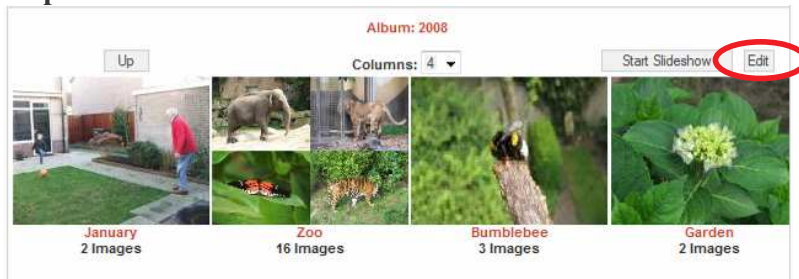 Album: 2008
Up Columns: 4 Start Slideshow Edit
January Zoo Bumblebee Garden
2 Images 16 Images 3 Images 2 Images